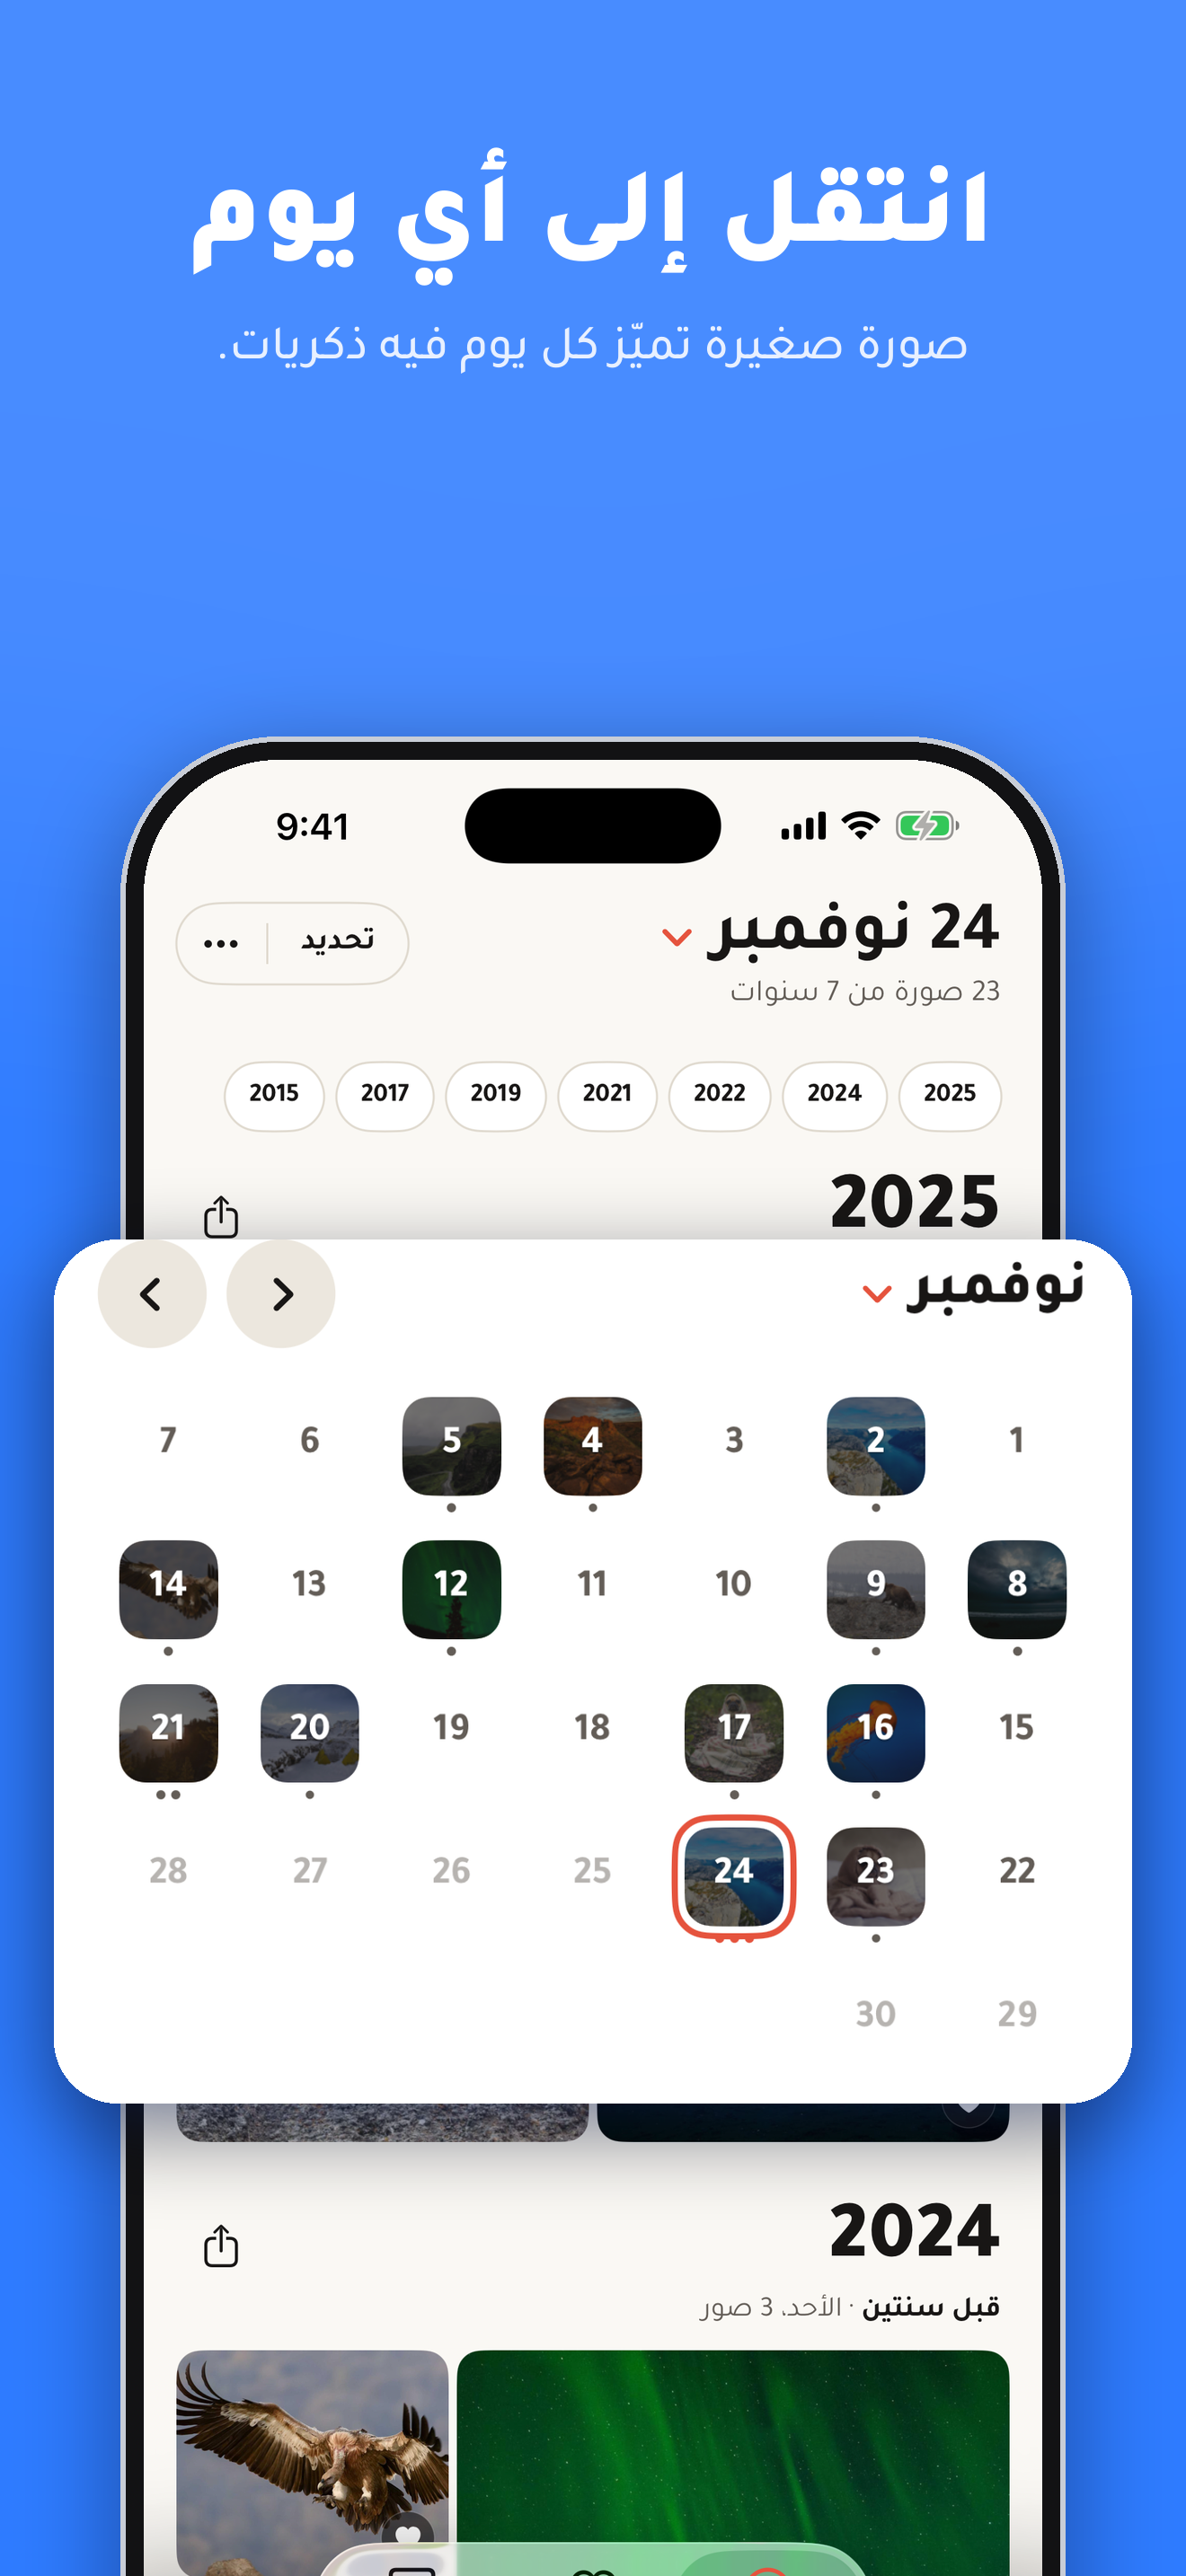 انتقل إلى أي يوم
صورة صغيرة تميّز كل يوم فيه ذكريات.
9:41
24 نوفمبر
تحديد
23 صورة من 7 سنوات
2025 2024 2022 2021 2019 2017 2015
2025
نوفمبر
1 2 3 4 5 6 7
8 9 10 11 12 13 14
15 16 17 18 19 20 21
22 23 24 25 26 27 28
29 30
2024
قبل سنتين · الأحد، 3 صور